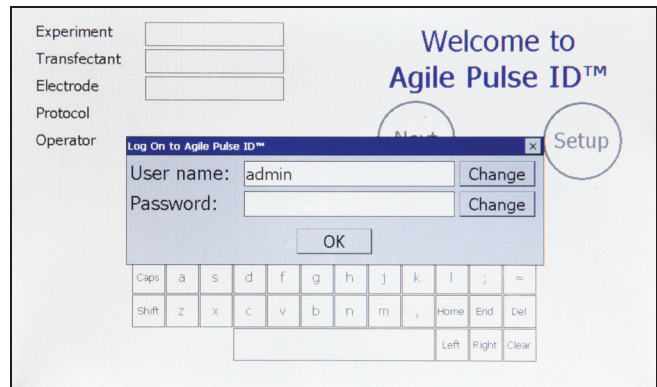 Experiment
Transfectant
Electrode
Protocol
Operator
Welcome to
Agile Pulse ID™
Next
Setup
Log On to Agile Pulse ID™
×
User name: admin Change
Password: Change
OK
Caps a s d f g h j k l ; =
Shift z x c v b n m , Home End Del
Left Right Clear